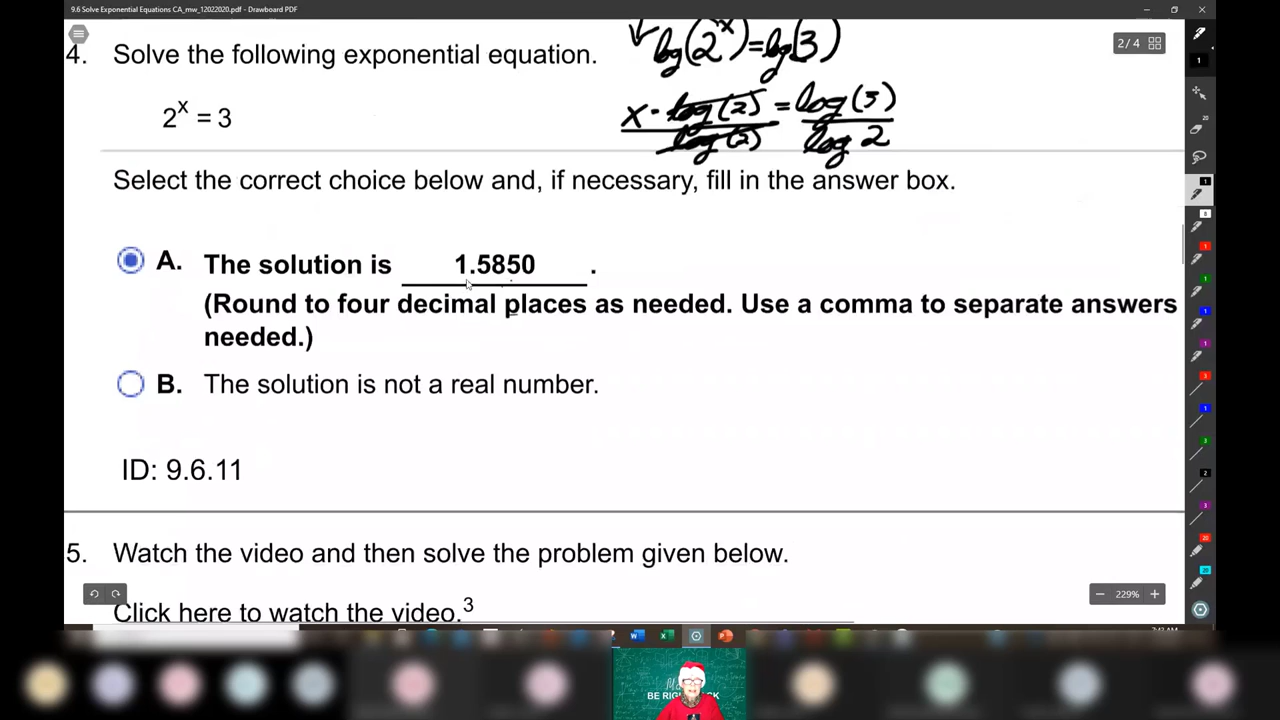 9.6 Solve Exponential Equations CA_mw_12022020.pdf - Drawboard PDF
log(2^x)=log(3)
2 / 4
4. Solve the following exponential equation.
2^x = 3
x · log(2) = log(3)
log(2) log 2
Select the correct choice below and, if necessary, fill in the answer box.
A. The solution is 1.5850 .
(Round to four decimal places as needed. Use a comma to separate answers
needed.)
B. The solution is not a real number.
ID: 9.6.11
5. Watch the video and then solve the problem given below.
Click here to watch the video.3
229%
BE RIG CK